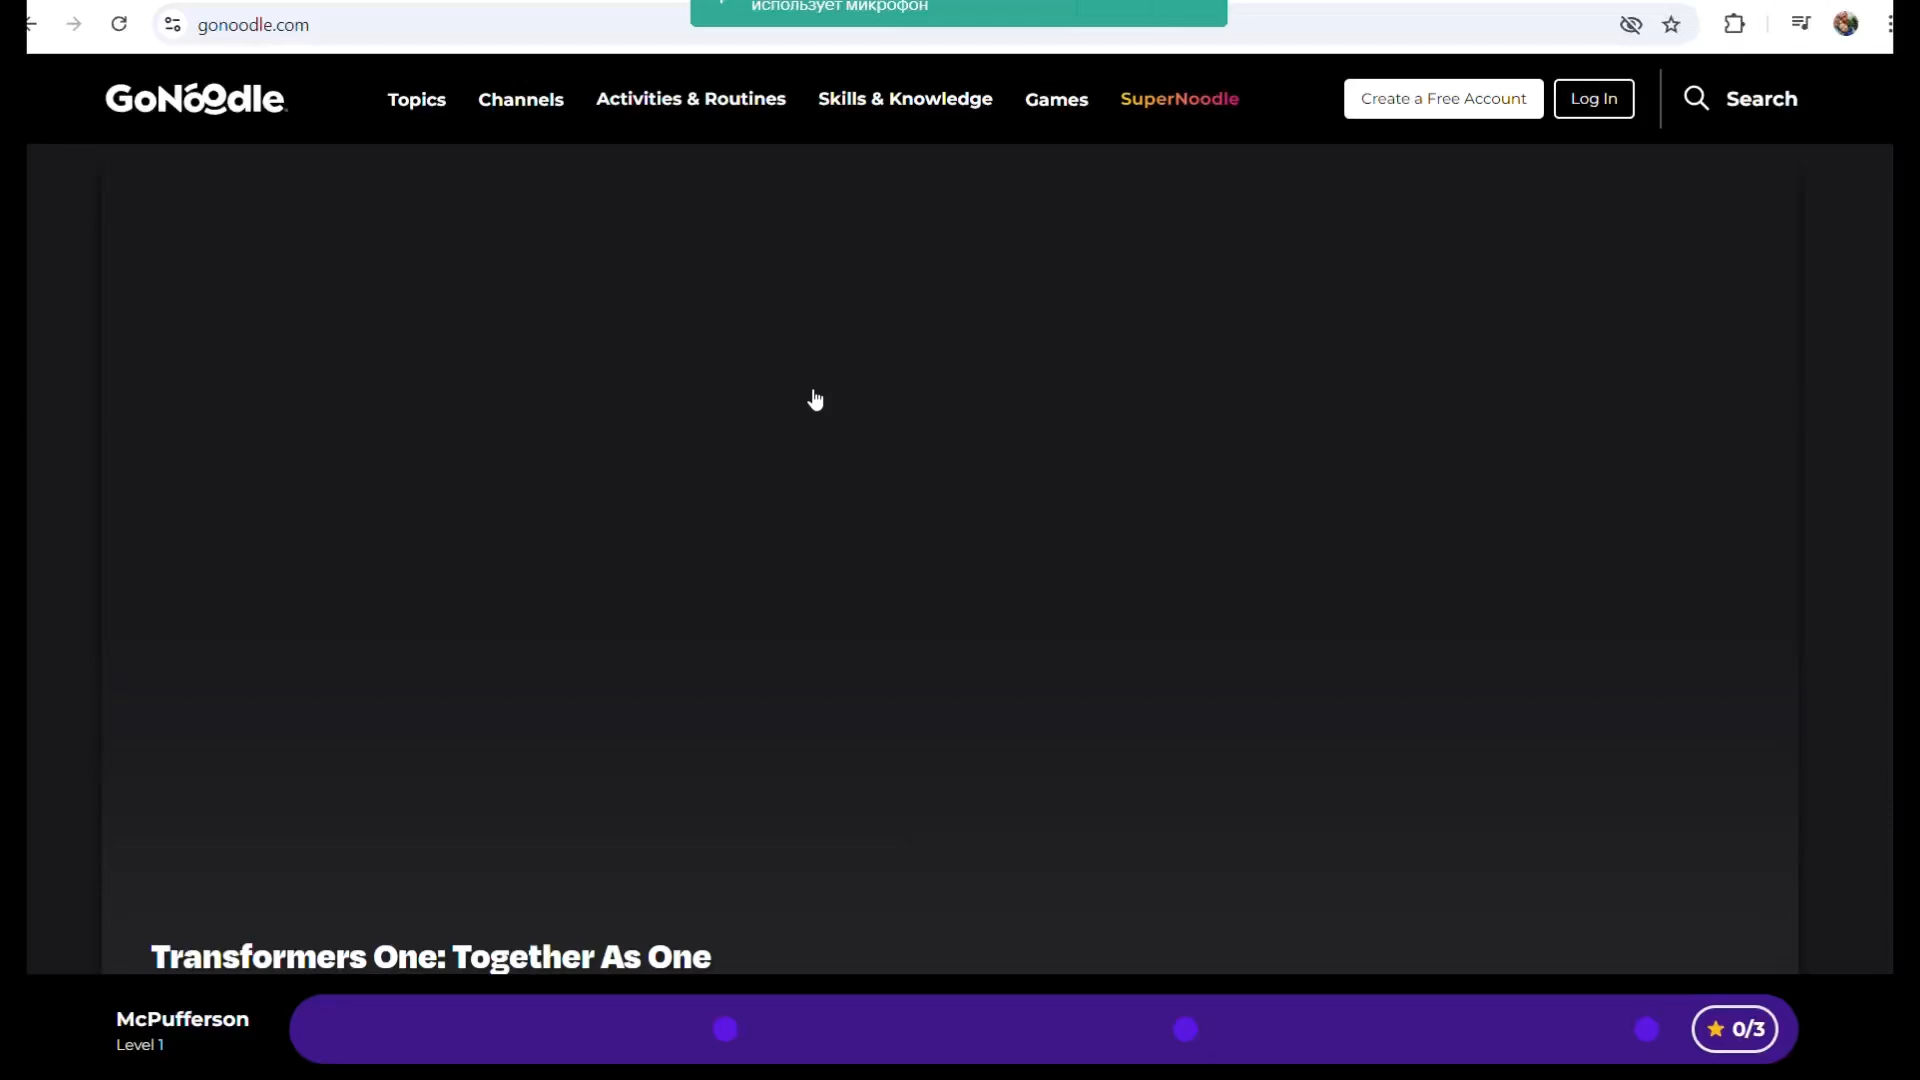 использует микрофон
gonoodle.com
GoNoodle
Topics
Channels
Activities & Routines
Skills & Knowledge
Games
SuperNoodle
Create a Free Account
Log In
Search
Transformers One: Together As One
McPufferson
Level 1
0/3